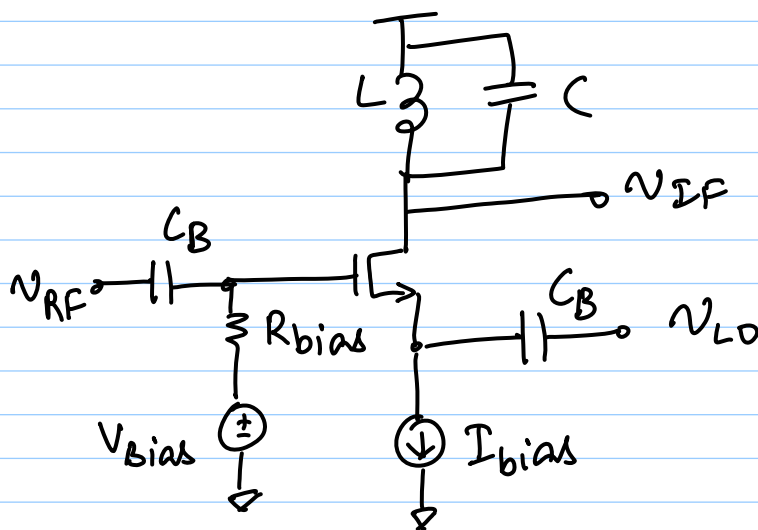 L
C
v_IF
C_B
v_RF
R_bias
C_B
v_LO
V_Bias
±
I_bias